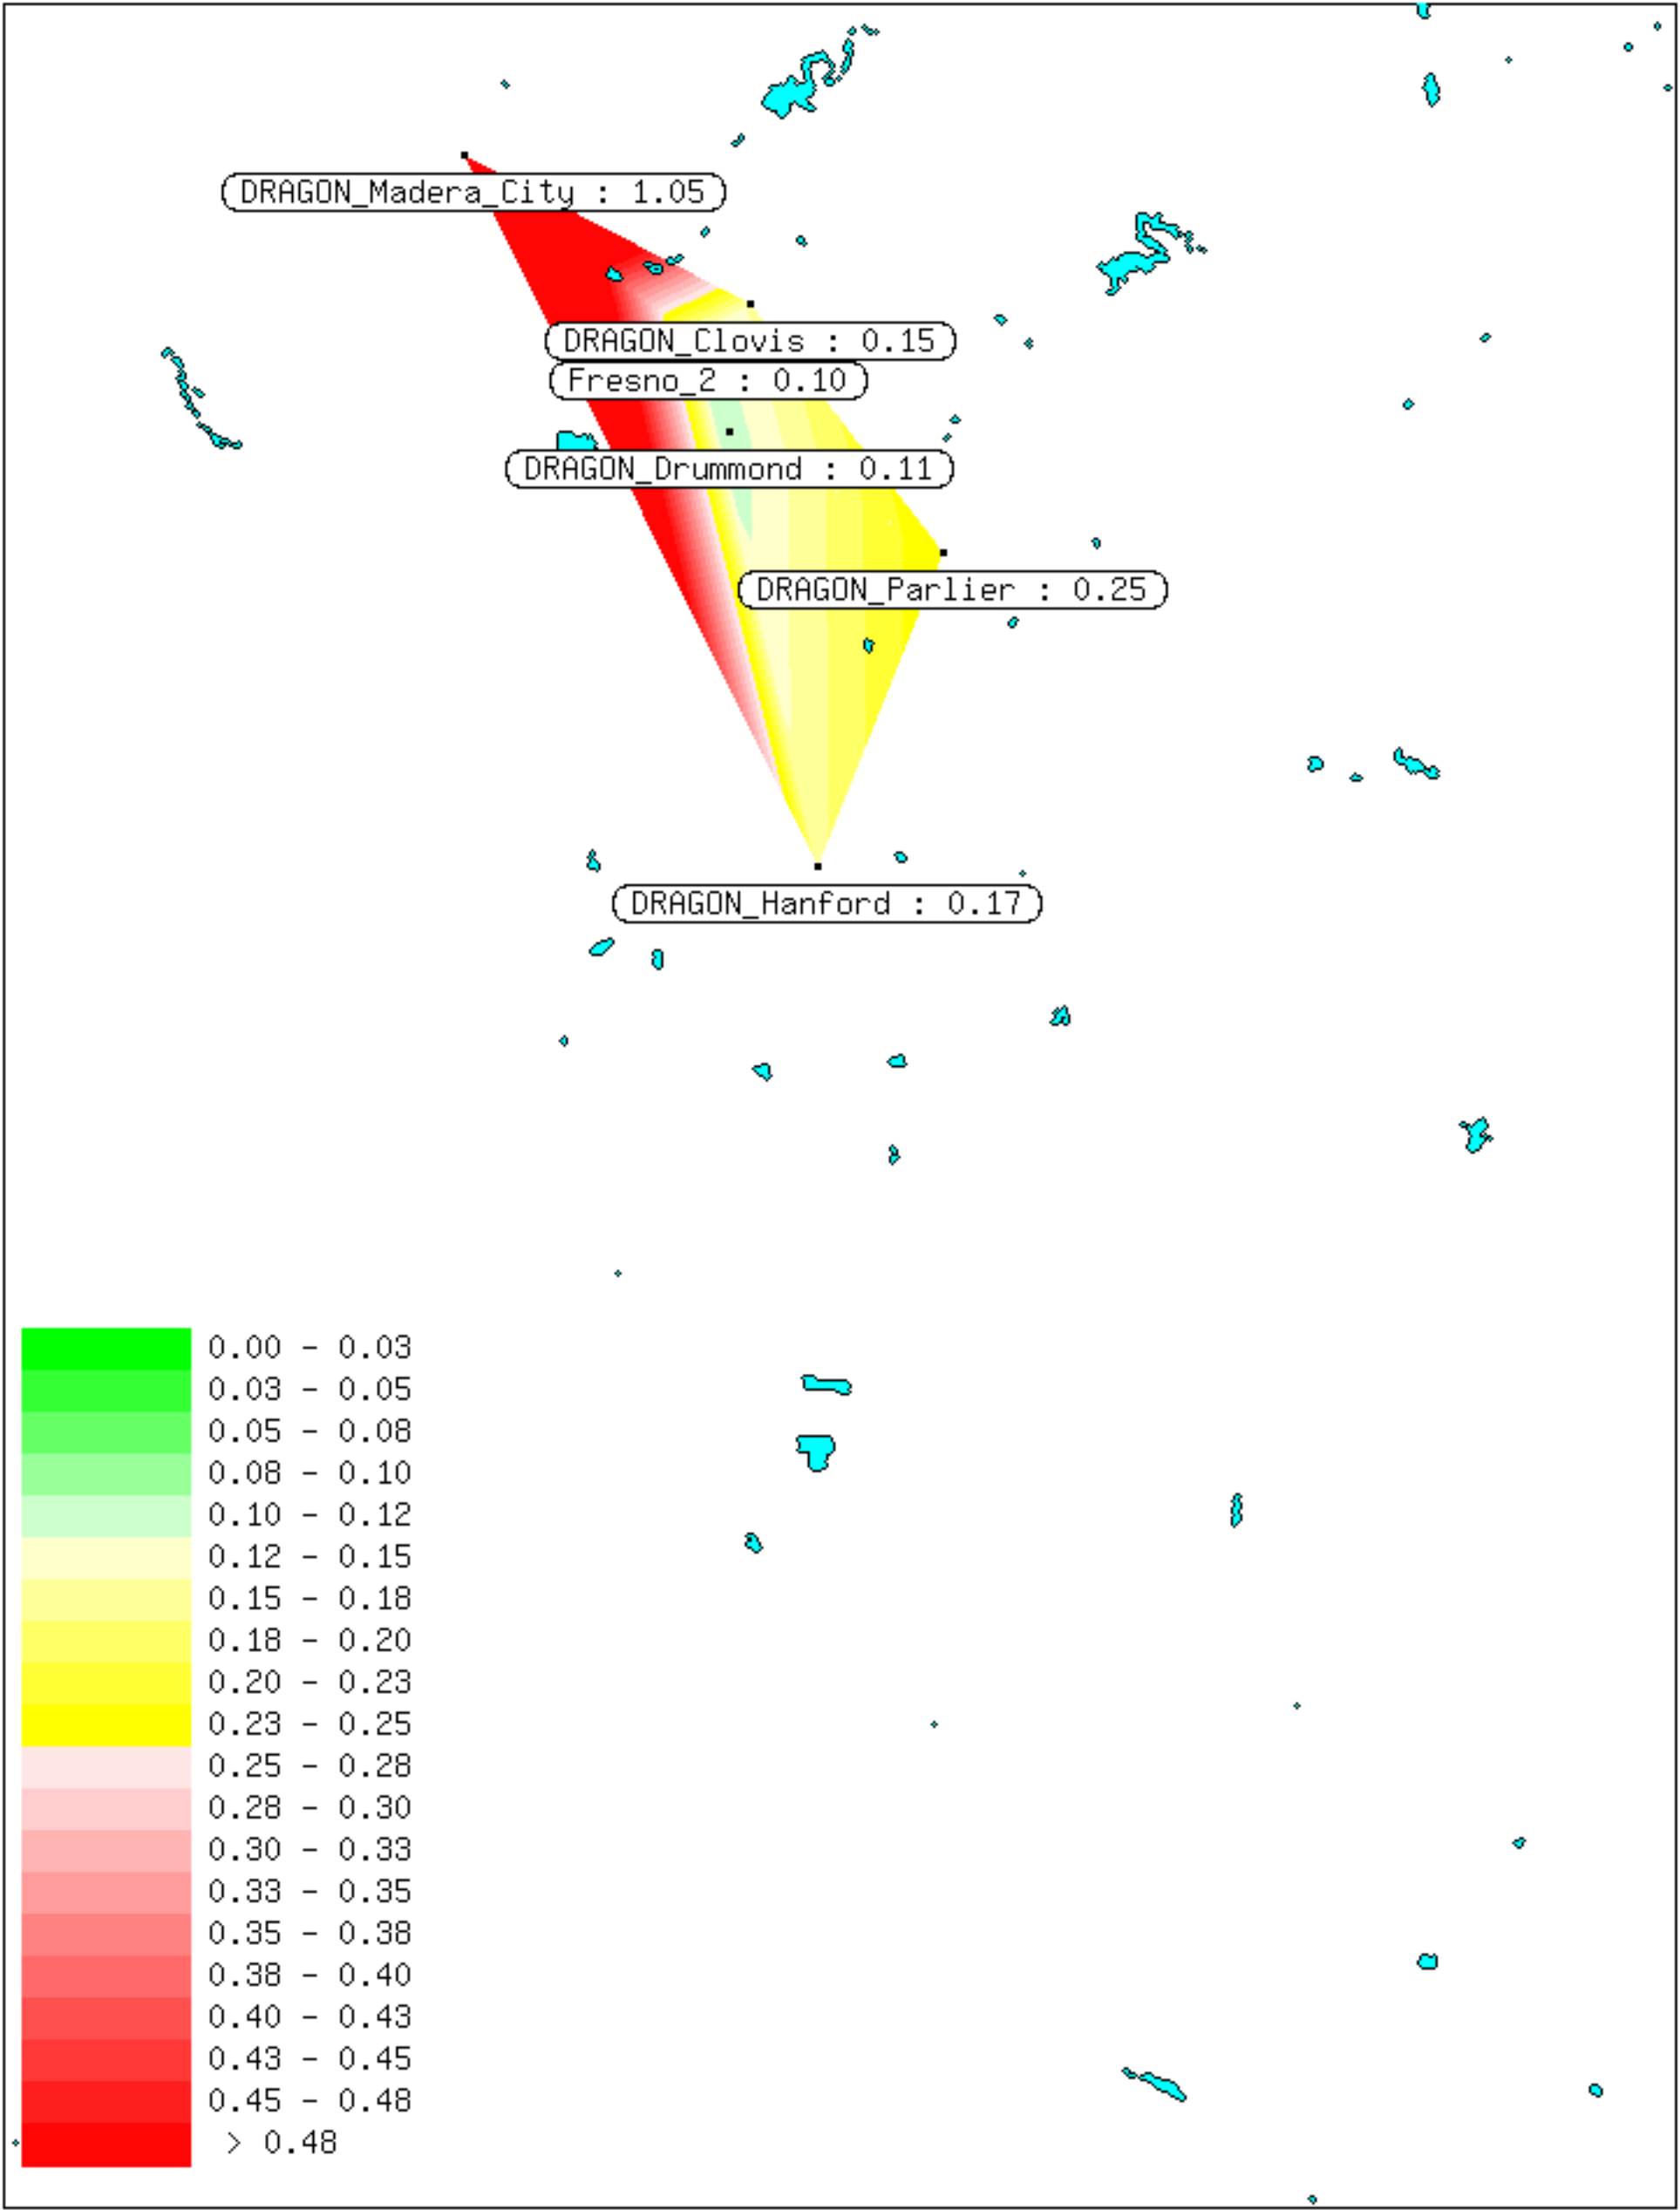 DRAGON_Madera_City : 1.05
DRAGON_Clovis : 0.15
Fresno_2 : 0.10
DRAGON_Drummond : 0.11
DRAGON_Parlier : 0.25
DRAGON_Hanford : 0.17
0.00 - 0.03
0.03 - 0.05
0.05 - 0.08
0.08 - 0.10
0.10 - 0.12
0.12 - 0.15
0.15 - 0.18
0.18 - 0.20
0.20 - 0.23
0.23 - 0.25
0.25 - 0.28
0.28 - 0.30
0.30 - 0.33
0.33 - 0.35
0.35 - 0.38
0.38 - 0.40
0.40 - 0.43
0.43 - 0.45
0.45 - 0.48
> 0.48